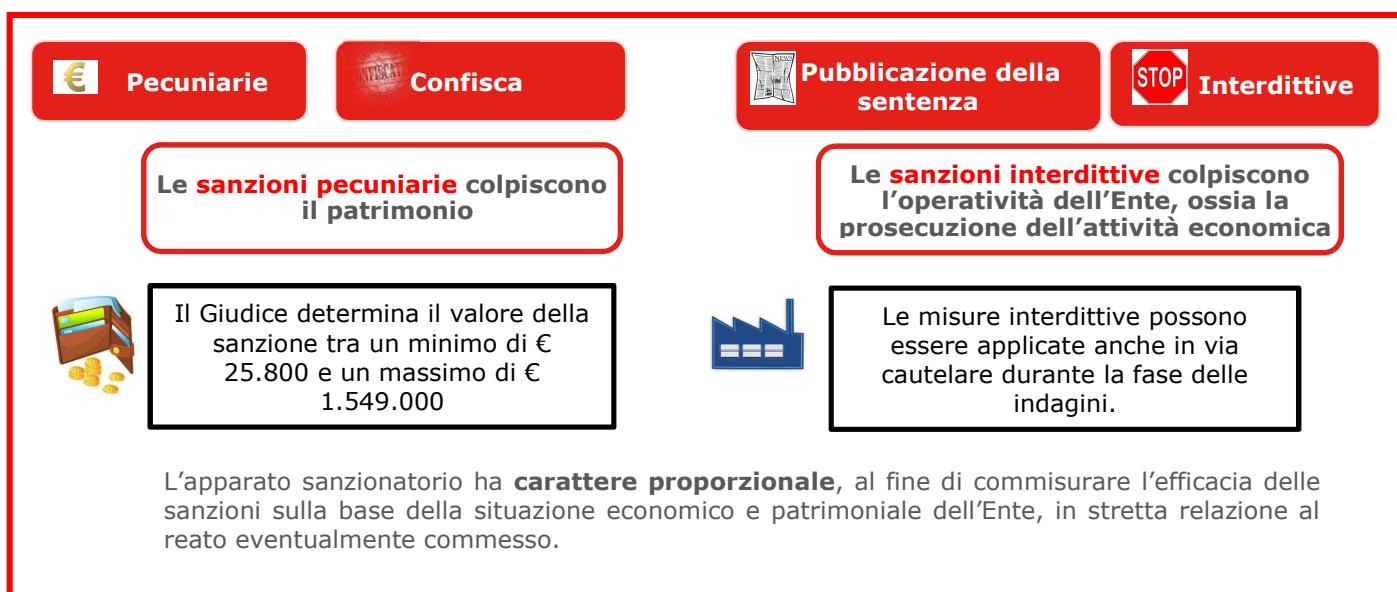 € Pecuniarie
Confisca
NEWS
Pubblicazione della
sentenza
STOP
Interdittive
Le sanzioni pecuniarie colpiscono
il patrimonio
Le sanzioni interdittive colpiscono
l’operatività dell’Ente, ossia la
prosecuzione dell’attività economica
Il Giudice determina il valore della
sanzione tra un minimo di €
25.800 e un massimo di €
1.549.000
Le misure interdittive possono
essere applicate anche in via
cautelare durante la fase delle
indagini.
L’apparato sanzionatorio ha carattere proporzionale, al fine di commisurare l’efficacia delle
sanzioni sulla base della situazione economico e patrimoniale dell’Ente, in stretta relazione al
reato eventualmente commesso.